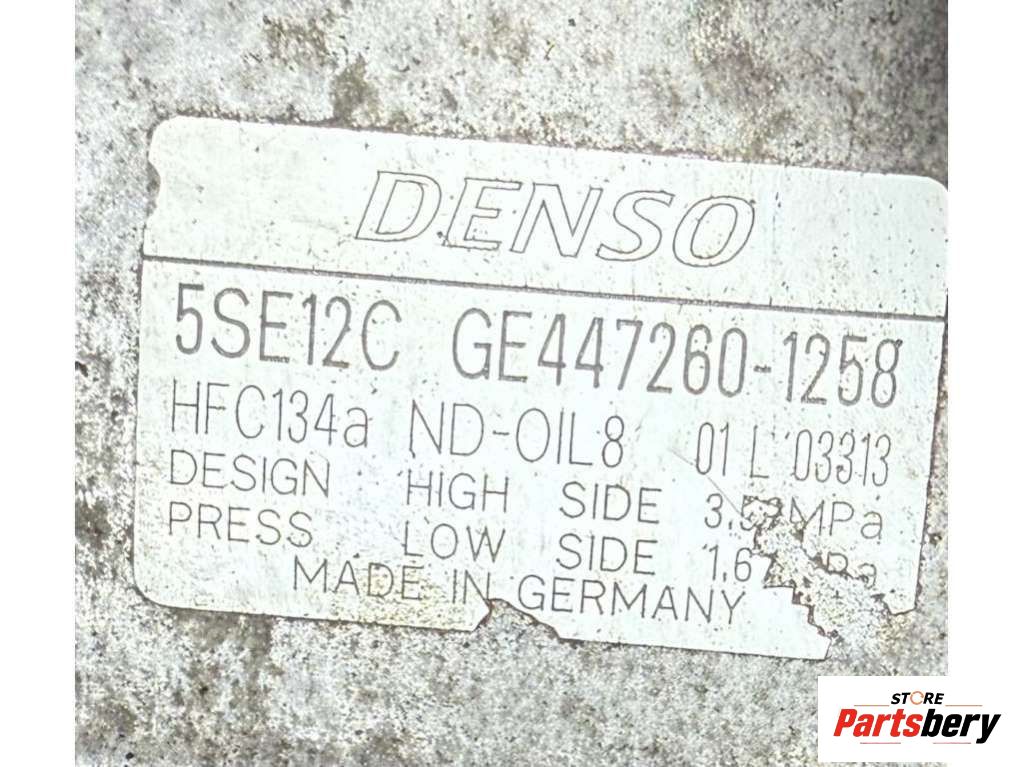 DENSO
5SE12C GE447260-1258
HFC134a ND-OIL8 01 L 03313
DESIGN HIGH SIDE
PRESS LOW SIDE
MADE IN GERMANY
STORE
Partsbery